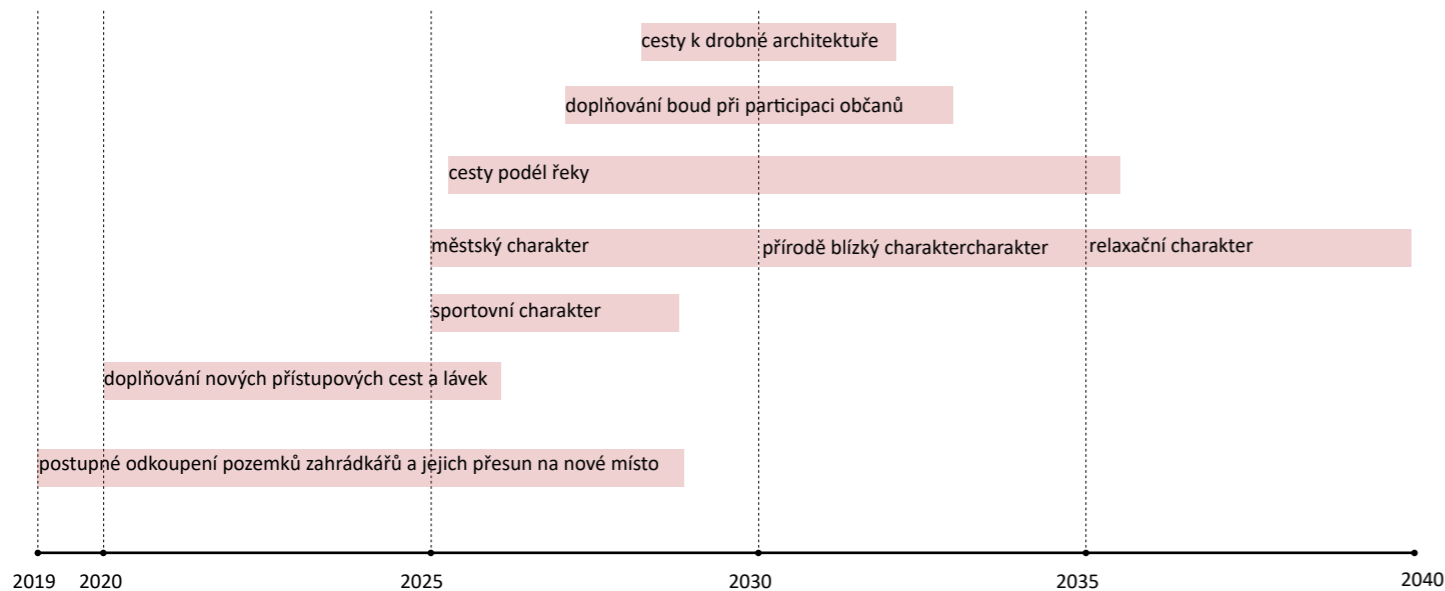 cesty k drobné architektuře
doplňování boud při participaci občanů
cesty podél řeky
městský charakter
přírodě blízký charaktercharakter
relaxační charakter
sportovní charakter
doplňování nových přístupových cest a lávek
postupné odkoupení pozemků zahrádkářů a jejich přesun na nové místo
2019 2020 2025 2030 2035 2040